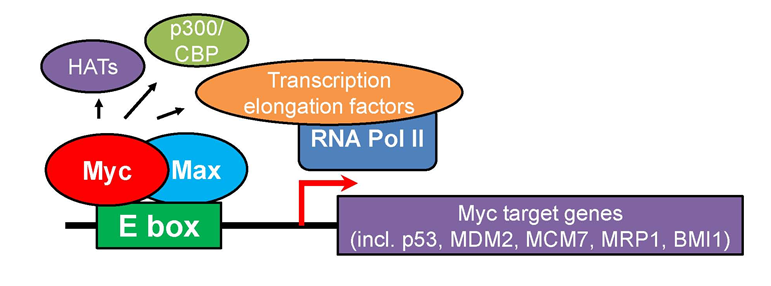 p300/
CBP
HATs
Transcription
elongation factors
RNA Pol II
Myc
Max
E box
Myc target genes
(incl. p53, MDM2, MCM7, MRP1, BMI1)